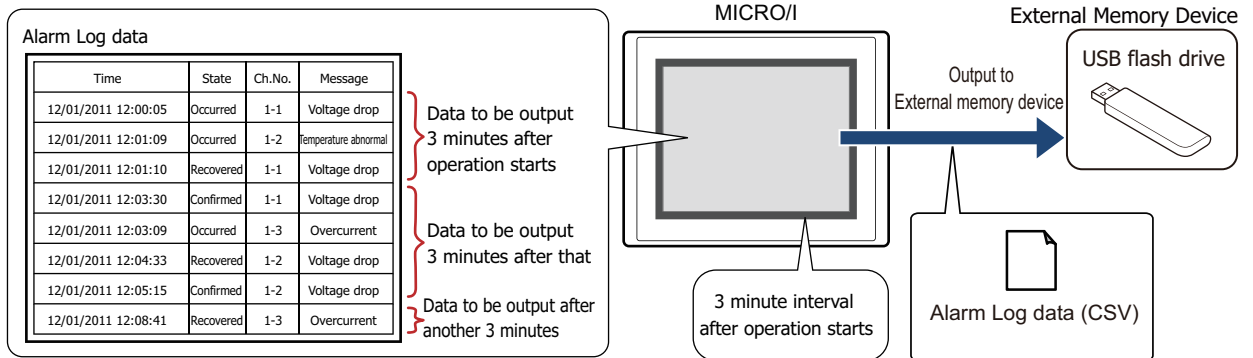 Alarm Log data
Time State Ch.No. Message
12/01/2011 12:00:05 Occurred 1-1 Voltage drop
12/01/2011 12:01:09 Occurred 1-2 Temperature abnormal
12/01/2011 12:01:10 Recovered 1-1 Voltage drop
12/01/2011 12:03:30 Confirmed 1-1 Voltage drop
12/01/2011 12:03:09 Occurred 1-3 Overcurrent
12/01/2011 12:04:33 Recovered 1-2 Voltage drop
12/01/2011 12:05:15 Confirmed 1-2 Voltage drop
12/01/2011 12:08:41 Recovered 1-3 Overcurrent
Data to be output
3 minutes after
operation starts
Data to be output
3 minutes after that
Data to be output after
another 3 minutes
MICRO/I
3 minute interval
after operation starts
Output to
External memory device
External Memory Device
USB flash drive
Alarm Log data (CSV)